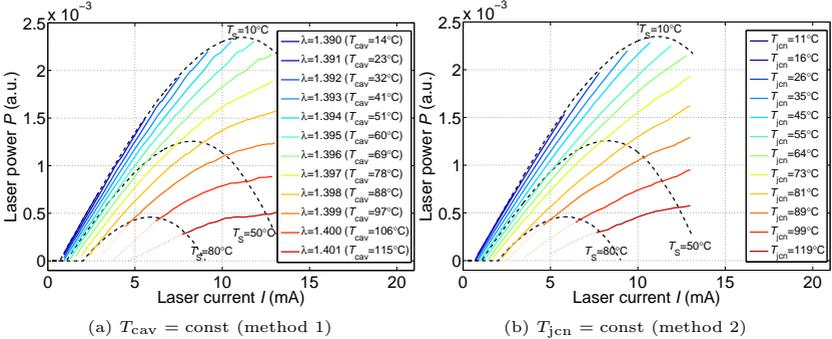 x 10⁻³
2.5
2
1.5
1
0.5
0
Laser power P (a.u.)
T_S=10°C
T_S=50°C
T_S=80°C
λ=1.390 (T_cav=14°C)
λ=1.391 (T_cav=23°C)
λ=1.392 (T_cav=32°C)
λ=1.393 (T_cav=41°C)
λ=1.394 (T_cav=51°C)
λ=1.395 (T_cav=60°C)
λ=1.396 (T_cav=69°C)
λ=1.397 (T_cav=78°C)
λ=1.398 (T_cav=88°C)
λ=1.399 (T_cav=97°C)
λ=1.400 (T_cav=106°C)
λ=1.401 (T_cav=115°C)
0 5 10 15 20
Laser current I (mA)
(a) T_cav = const (method 1)
x 10⁻³
2.5
2
1.5
1
0.5
0
Laser power P (a.u.)
T_S=10°C
T_S=50°C
T_S=80°C
T_jcn=11°C
T_jcn=16°C
T_jcn=26°C
T_jcn=35°C
T_jcn=45°C
T_jcn=55°C
T_jcn=64°C
T_jcn=73°C
T_jcn=81°C
T_jcn=89°C
T_jcn=99°C
T_jcn=119°C
0 5 10 15 20
Laser current I (mA)
(b) T_jcn = const (method 2)